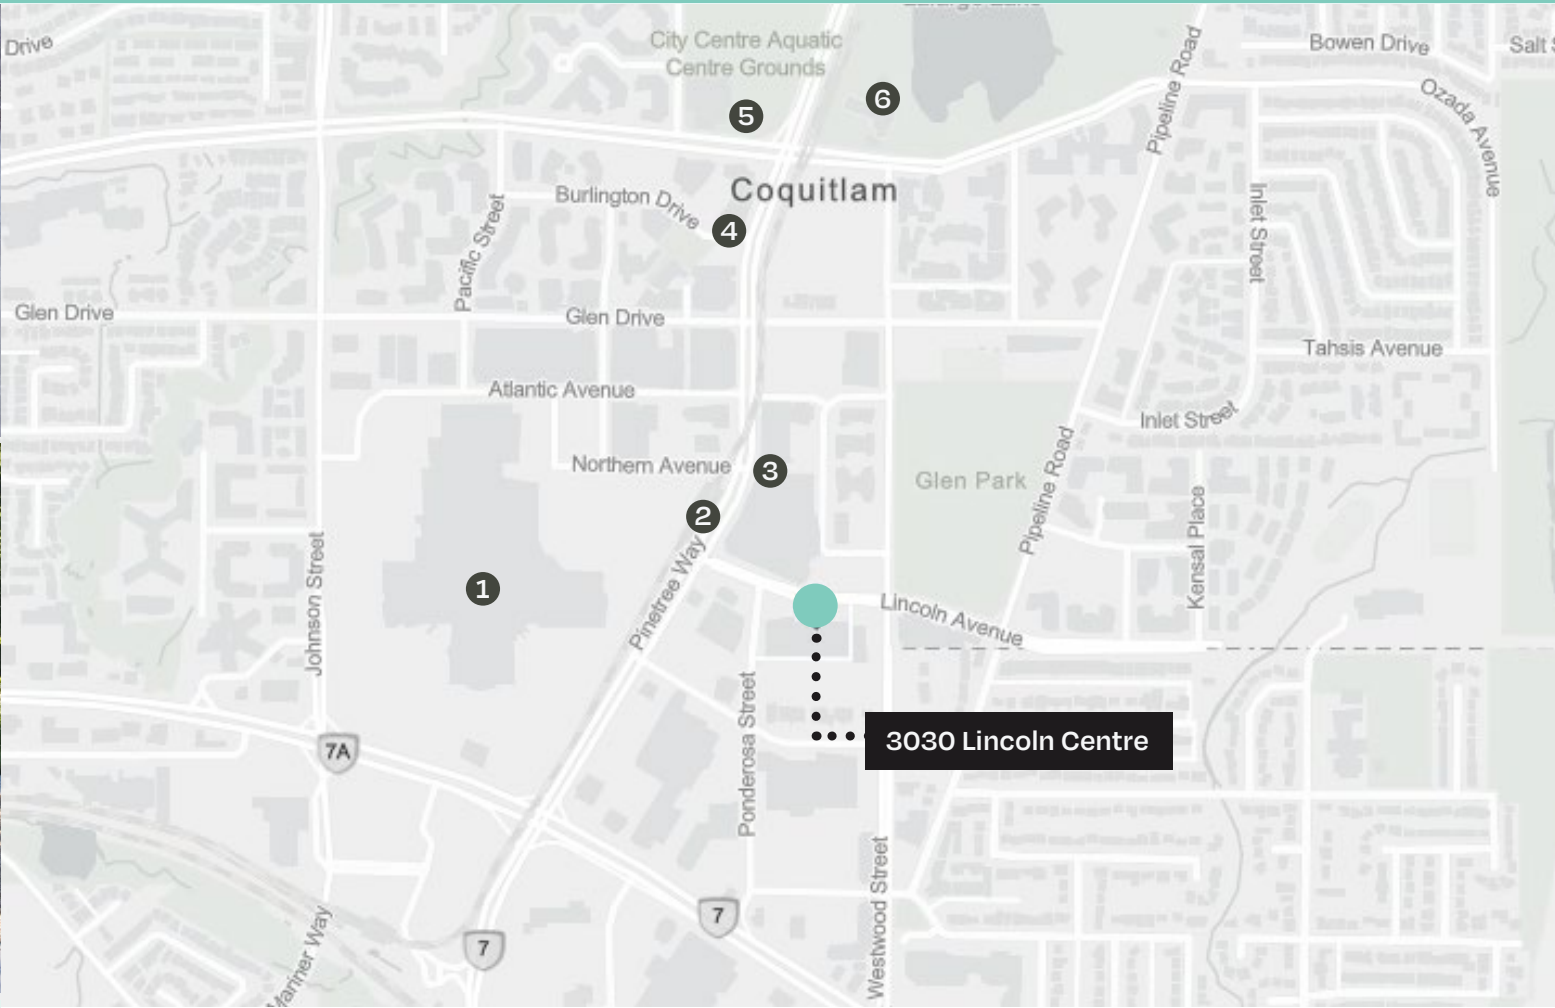 Drive
City Centre Aquatic
Centre Grounds
Lafarge Lake
Bowen Drive
Salt S
Pipeline Road
Ozada Avenue
5
6
Coquitlam
Burlington Drive
4
Pacific Street
Inlet Street
Glen Drive
Glen Drive
Tahsis Avenue
Atlantic Avenue
Inlet Street
Northern Avenue
3
Glen Park
Pipeline Road
2
Kensal Place
Johnson Street
1
Pinetree Way
Lincoln Avenue
Ponderosa Street
3030 Lincoln Centre
7A
Westwood Street
7
7
Mariner Way